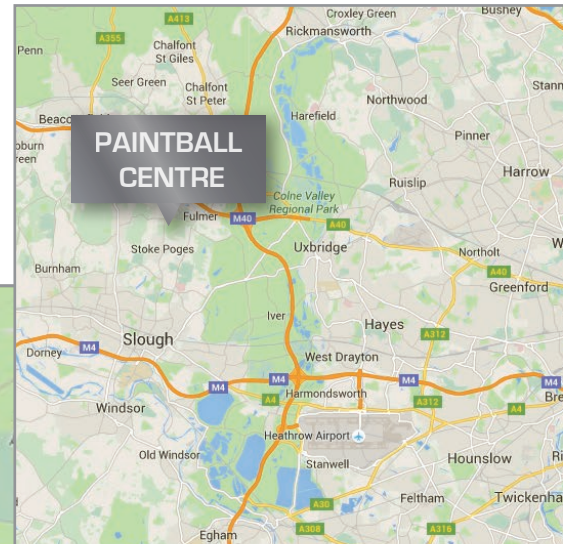 Croxley Green
Bushey
A413
Rickmansworth
A355
Penn
Chalfont
St Giles
Seer Green
Chalfont
St Peter
Northwood
Harefield
Pinner
PAINTBALL
CENTRE
Harrow
Ruislip
Colne Valley
Regional Park
Fulmer
M40
A40
Stoke Poges
Uxbridge
Northolt
A40
Burnham
Greenford
Iver
Hayes
Slough
A312
M4
West Drayton
Dorney
M4
M4
M4
M4
A4
Harmondsworth
A312
A4
Windsor
Heathrow Airport
Old Windsor
Stanwell
Hounslow
Feltham
A30
A308
A316
Egham